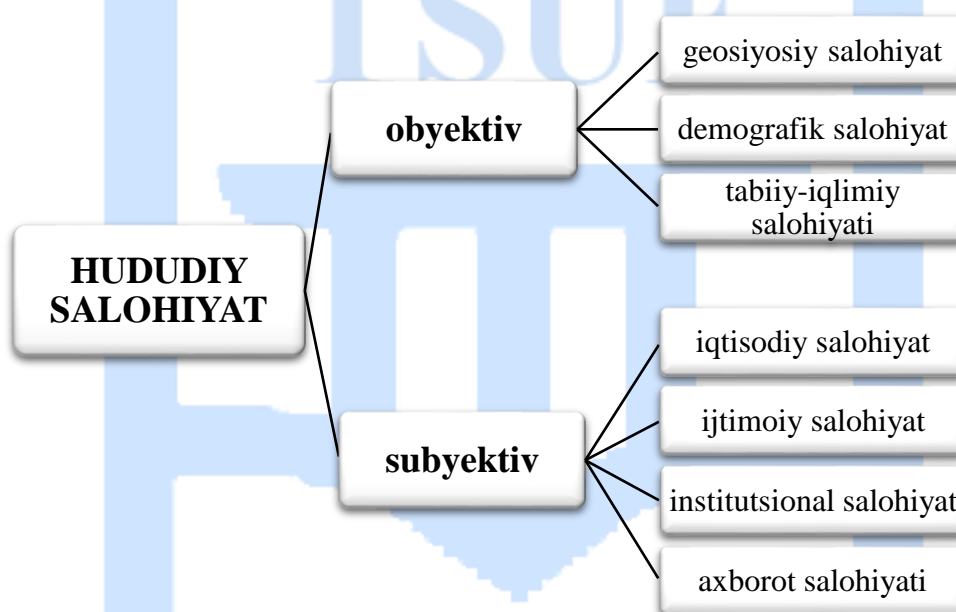 geosiyosiy salohiyat
obyektiv
demografik salohiyat
tabiiy-iqlimiy
salohiyati
HUDUDIY
SALOHIYAT
iqtisodiy salohiyat
ijtimoiy salohiyat
subyektiv
institutsional salohiyat
axborot salohiyati